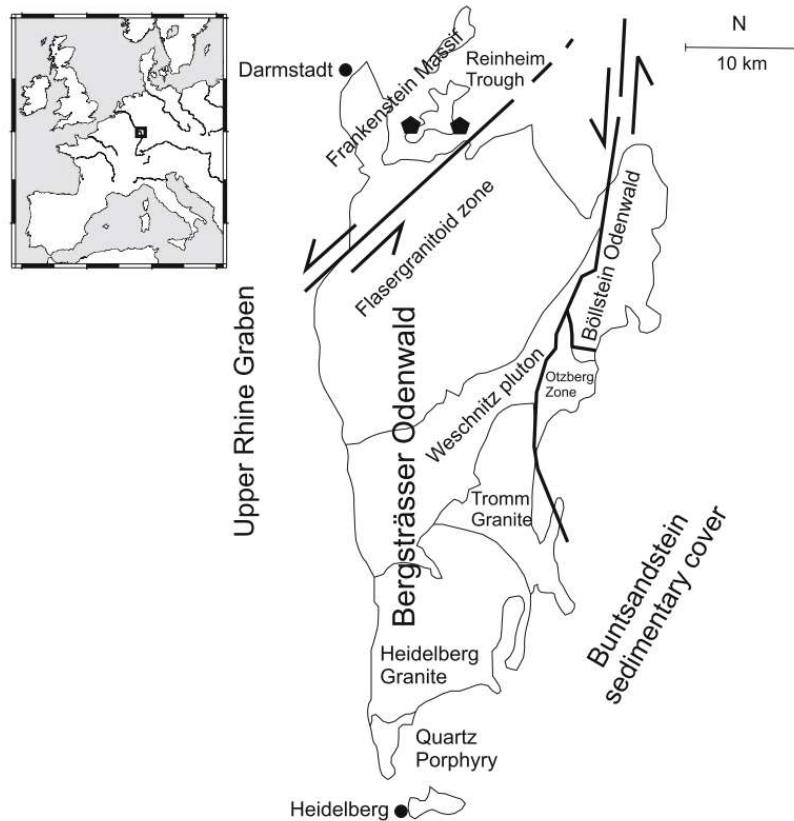 N
10 km
Darmstadt
Frankenstein Massif
Reinheim
Trough
Flasergranitoid zone
Böllstein Odenwald
Upper Rhine Graben
Bergsträsser Odenwald
Weschnitz pluton
Otzberg
Zone
Tromm
Granite
Buntsandstein
sedimentary cover
Heidelberg
Granite
Quartz
Porphyry
Heidelberg